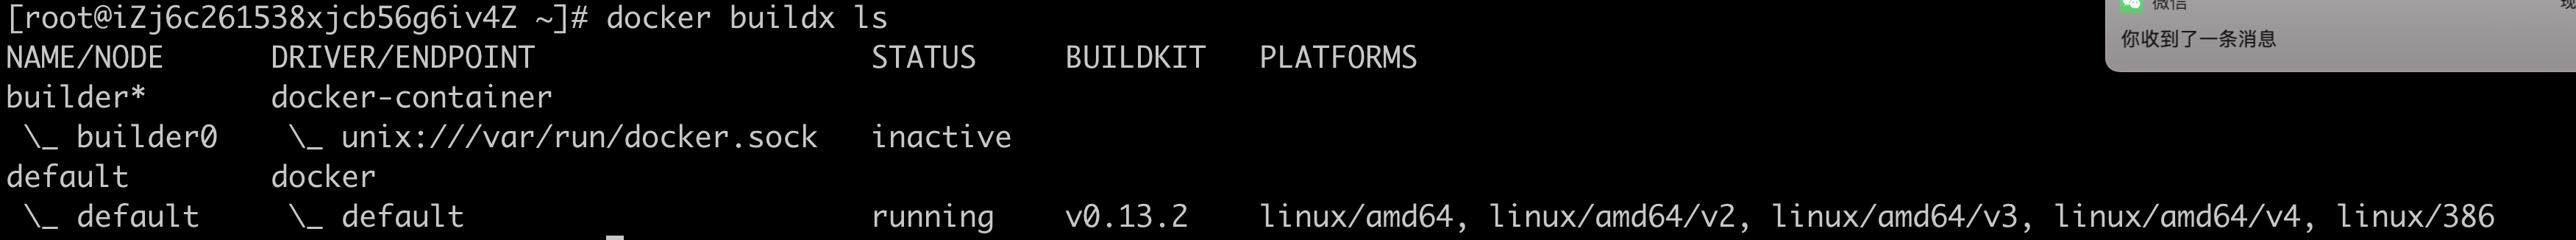 [root@iZj6c261538xjcb56g6iv4Z ~]# docker buildx ls
NAME/NODE DRIVER/ENDPOINT STATUS BUILDKIT PLATFORMS
builder* docker-container
\_ builder0 \_ unix:///var/run/docker.sock inactive
default docker
\_ default \_ default running v0.13.2 linux/amd64, linux/amd64/v2, linux/amd64/v3, linux/amd64/v4, linux/386
微信
你收到了一条消息